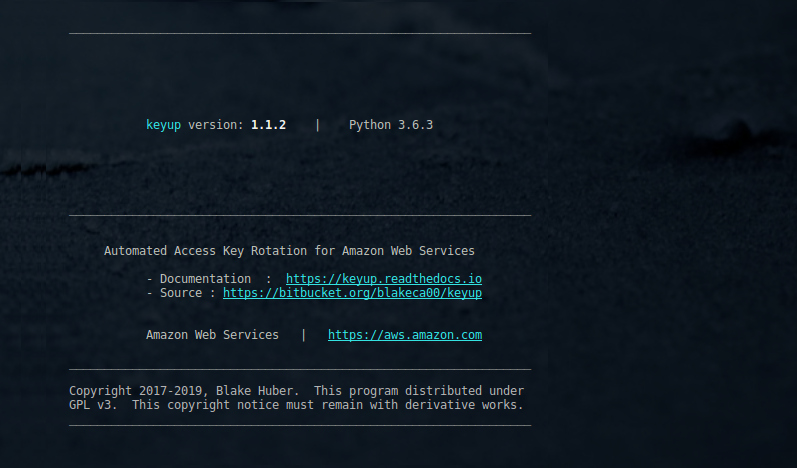 keyup version: 1.1.2 | Python 3.6.3
Automated Access Key Rotation for Amazon Web Services
- Documentation : https://keyup.readthedocs.io
- Source : https://bitbucket.org/blakeca00/keyup
Amazon Web Services | https://aws.amazon.com
Copyright 2017-2019, Blake Huber. This program distributed under
GPL v3. This copyright notice must remain with derivative works.